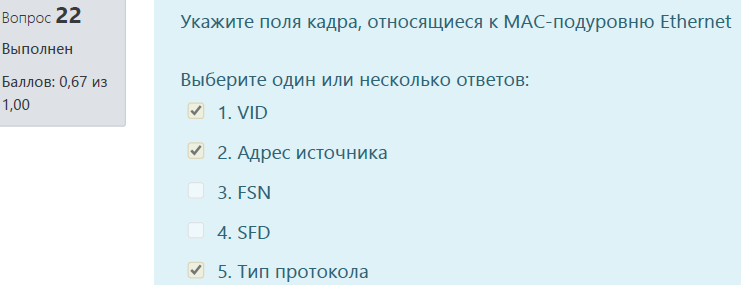 Вопрос 22
Выполнен
Баллов: 0,67 из
1,00
Укажите поля кадра, относящиеся к MAC-подуровню Ethernet
Выберите один или несколько ответов:
1. VID
2. Адрес источника
3. FSN
4. SFD
5. Тип протокола